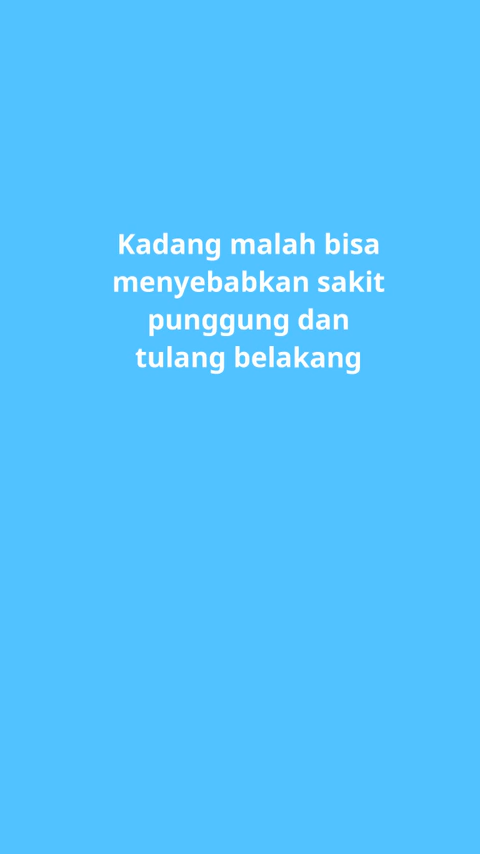 Kadang malah bisa
menyebabkan sakit
punggung dan
tulang belakang